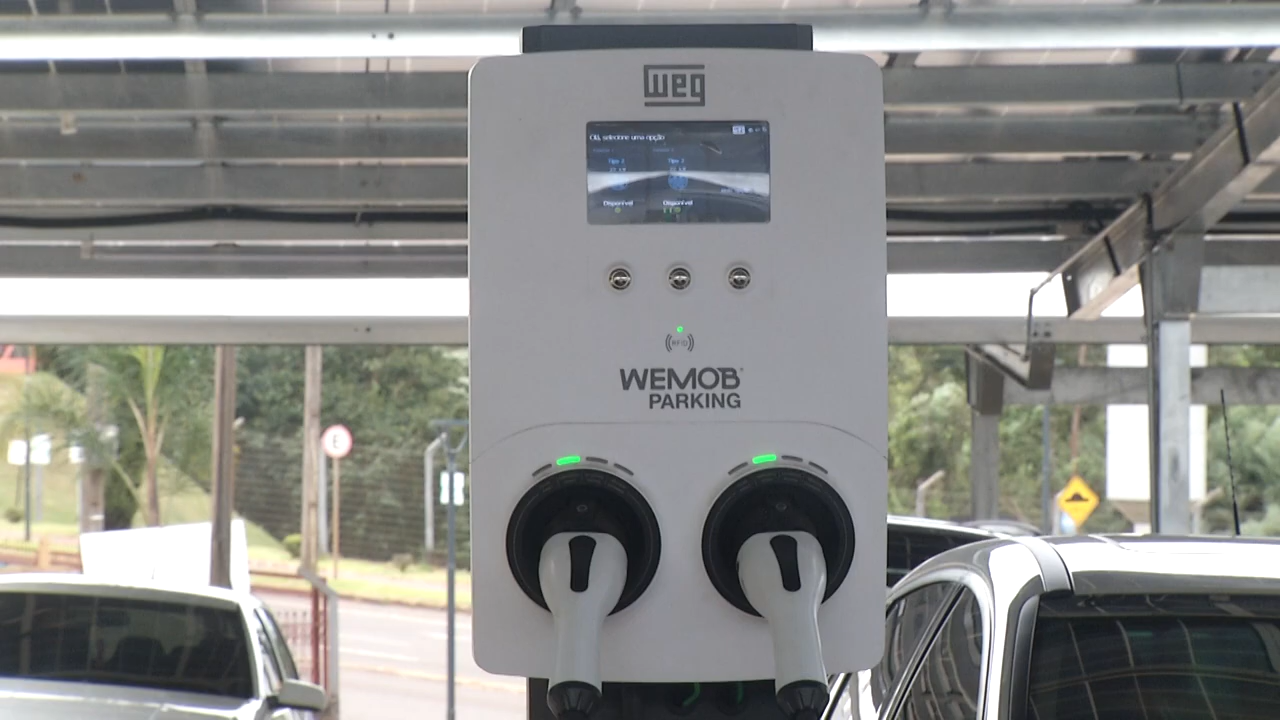 weg
Olá, selecione uma opção
Tipo 2
Tipo 2
Disponível
Disponível
RFID
WEMOB
PARKING
E